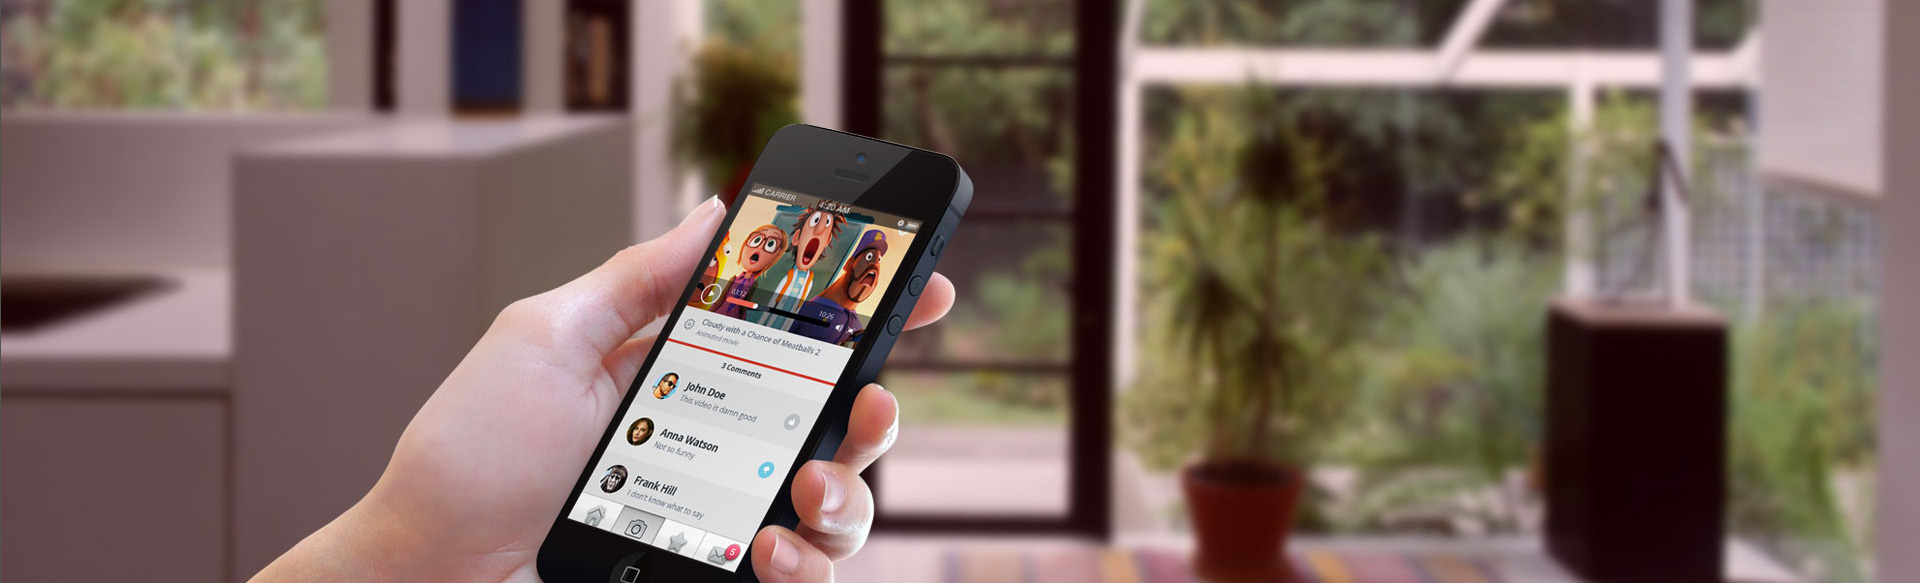 CARRIER 4:20 AM
03:12
10:26
Cloudy with a Chance of Meatballs 2
Animated movie
3 Comments
John Doe
This video is damn good
Anna Watson
Not so funny
Frank Hill
I don't know what to say
5